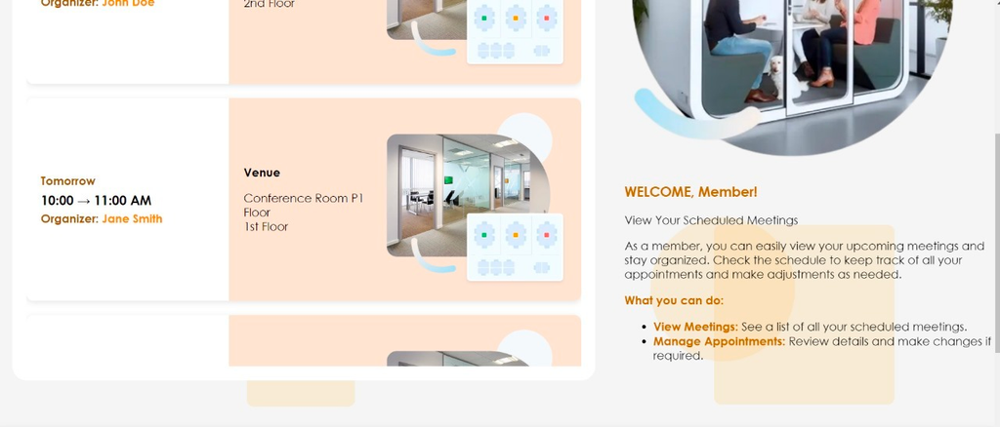 Organizer: John Doe
2nd Floor
Tomorrow
10:00 → 11:00 AM
Organizer: Jane Smith
Venue
Conference Room P1
Floor
1st Floor
WELCOME, Member!
View Your Scheduled Meetings
As a member, you can easily view your upcoming meetings and
stay organized. Check the schedule to keep track of all your
appointments and make adjustments as needed.
What you can do:
• View Meetings: See a list of all your scheduled meetings.
• Manage Appointments: Review details and make changes if
required.